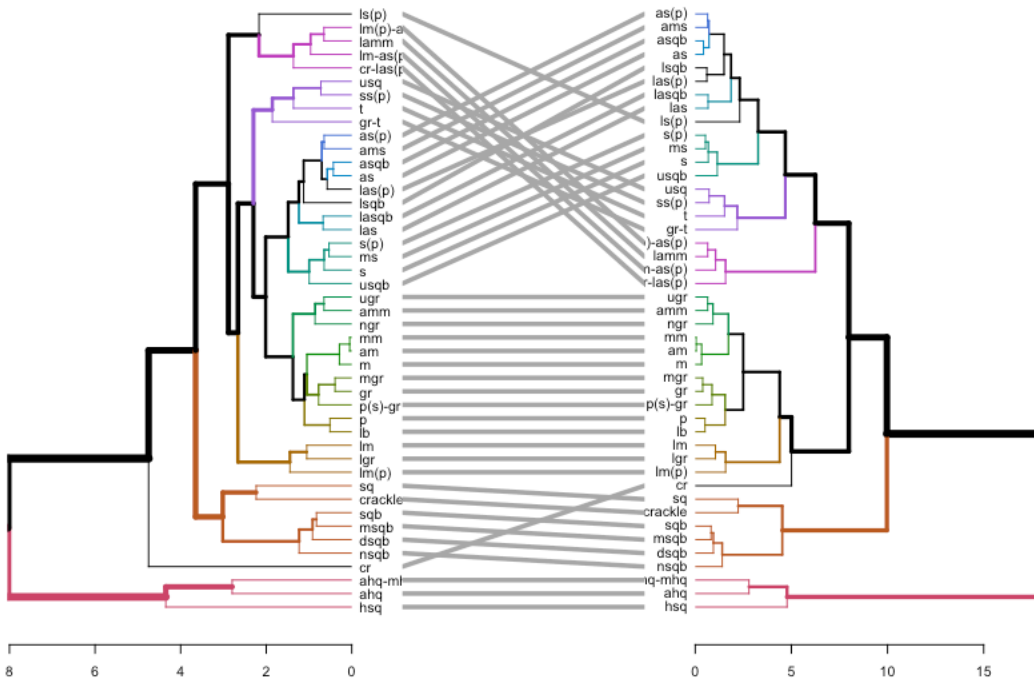 ls(p)
lm(p)-a
lamm
lm-as(p
cr-las(p
usq
ss(p)
t
gr-t
as(p)
ams
asqb
as
las(p)
lsqb
lasqb
las
s(p)
ms
s
usqb
ugr
amm
ngr
mm
am
m
mgr
gr
p(s)-gr
p
lb
lm
lgr
lm(p)
sq
crackle
sqb
msqb
dsqb
nsqb
cr
ahq-ml
ahq
hsq
8 6 4 2 0
as(p)
ams
asqb
as
lsqb
las(p)
lasqb
las
ls(p)
s(p)
ms
s
usqb
usq
ss(p)
t
gr-t
)-as(p)
lamm
n-as(p)
r-las(p)
ugr
amm
ngr
mm
am
m
mgr
gr
p(s)-gr
p
lb
lm
lgr
lm(p)
cr
sq
crackle
sqb
msqb
dsqb
nsqb
q-mhq
ahq
hsq
0 5 10 15